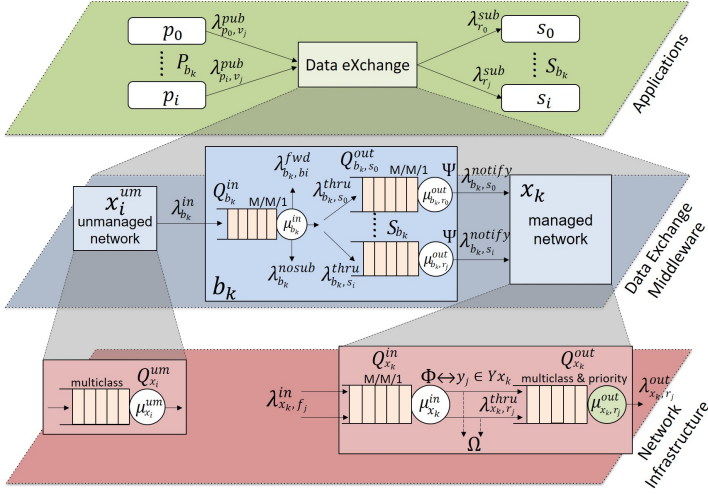 p_0
λ^{pub}_{p_0, v_j}
P_{b_k}
λ^{pub}_{p_i, v_j}
p_i
Data eXchange
λ^{sub}_{r_0}
s_0
λ^{sub}_{r_j}
S_{b_k}
s_i
Applications
x_i^{um}
unmanaged
network
λ^{in}_{b_k}
Q^{in}_{b_k}
M/M/1
μ^{in}_{b_k}
λ^{fwd}_{b_k, bi}
λ^{nosub}_{b_k}
λ^{thru}_{b_k, s_0}
λ^{thru}_{b_k, s_i}
Q^{out}_{b_k, s_0}
M/M/1
μ^{out}_{b_k, r_0}
S_{b_k}
μ^{out}_{b_k, r_j}
b_k
Ψ
λ^{notify}_{b_k, s_0}
Ψ
λ^{notify}_{b_k, s_i}
x_k
managed
network
Data Exchange
Middleware
Q^{um}_{x_i}
multiclass
μ^{um}_{x_i}
λ^{in}_{x_k, f_j}
Q^{in}_{x_k}
M/M/1
μ^{in}_{x_k}
Φ↔y_j ∈ Yx_k
λ^{thru}_{x_k, r_j}
Ω
Q^{out}_{x_k}
multiclass & priority
μ^{out}_{x_k, r_j}
λ^{out}_{x_k, r_j}
Network
Infrastructure